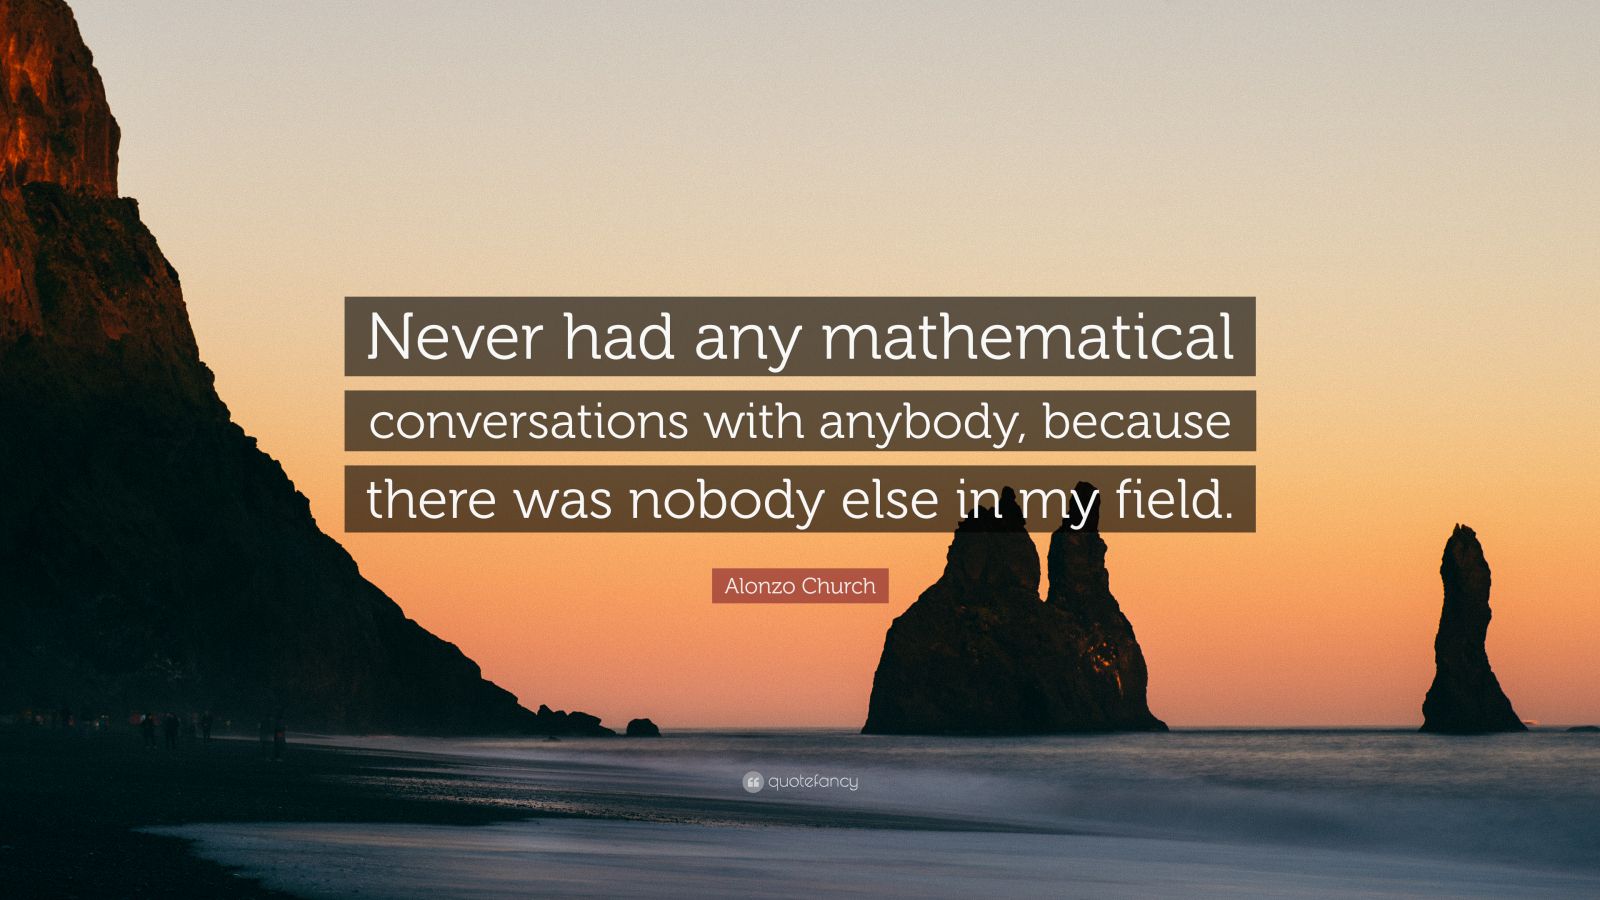 Never had any mathematical
conversations with anybody, because
there was nobody else in my field.
Alonzo Church
quotefancy